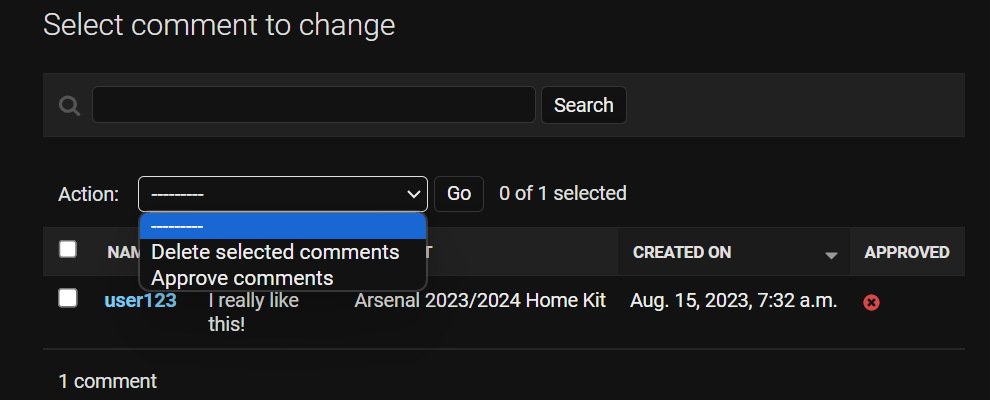 Select comment to change
Search
Action: --------- Go 0 of 1 selected
---------
Delete selected comments
Approve comments
CREATED ON APPROVED
user123 I really like this! Arsenal 2023/2024 Home Kit Aug. 15, 2023, 7:32 a.m.
1 comment